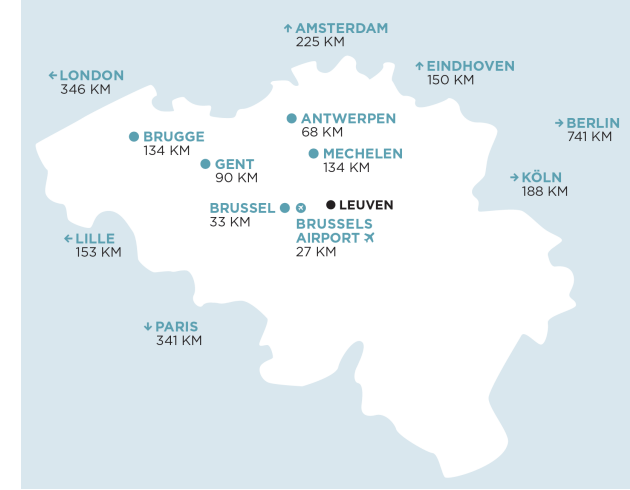 ↑ AMSTERDAM
225 KM
↑ EINDHOVEN
150 KM
← LONDON
346 KM
ANTWERPEN
68 KM
→ BERLIN
741 KM
BRUGGE
134 KM
MECHELEN
134 KM
GENT
90 KM
→ KÖLN
188 KM
LEUVEN
BRUSSEL
33 KM
BRUSSELS
AIRPORT
27 KM
← LILLE
153 KM
↓ PARIS
341 KM